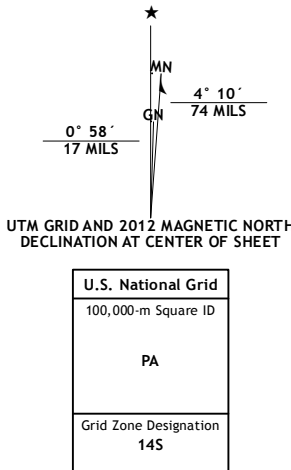 ★
MN
4° 10´
74 MILS
GN
0° 58´
17 MILS
UTM GRID AND 2012 MAGNETIC NORTH
DECLINATION AT CENTER OF SHEET
U.S. National Grid
100,000-m Square ID
PA
Grid Zone Designation
14S